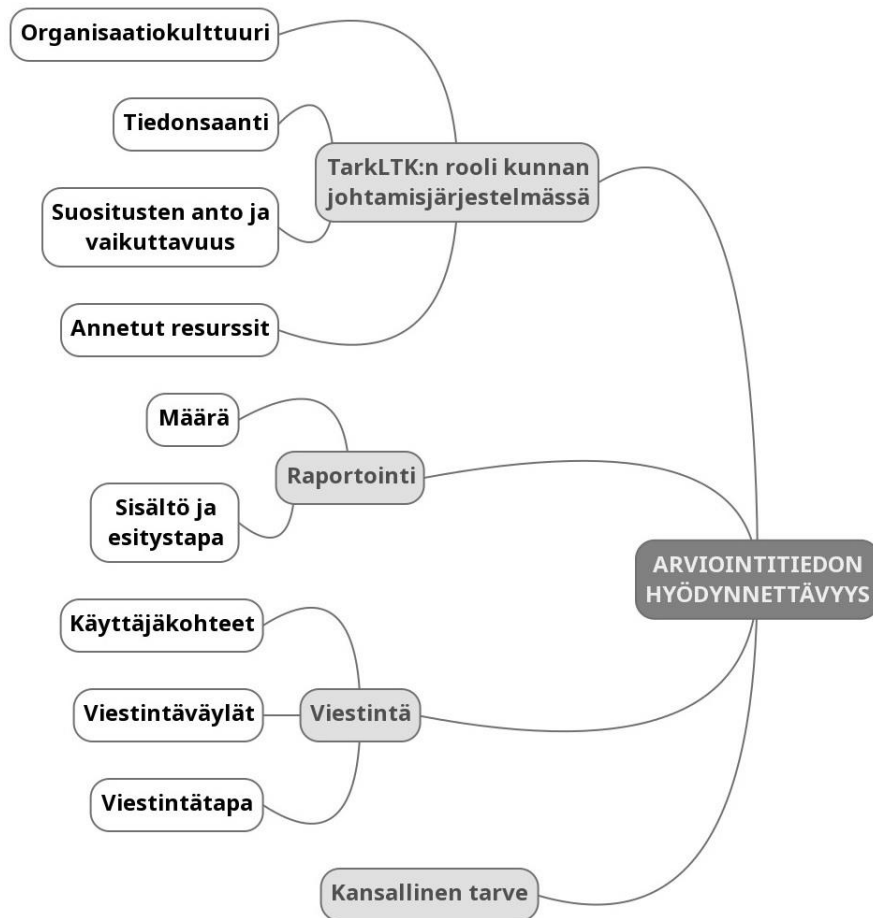 Organisaatiokulttuuri
Tiedonsaanti
TarkLTK:n rooli kunnan
johtamisjärjestelmässä
Suositusten anto ja
vaikuttavuus
Annetut resurssit
Määrä
Raportointi
Sisältö ja
esitystapa
ARVIOINTITIEDON
HYÖDYNNETTÄVYYS
Käyttäjäkohteet
Viestintäväylät
Viestintä
Viestintätapa
Kansallinen tarve